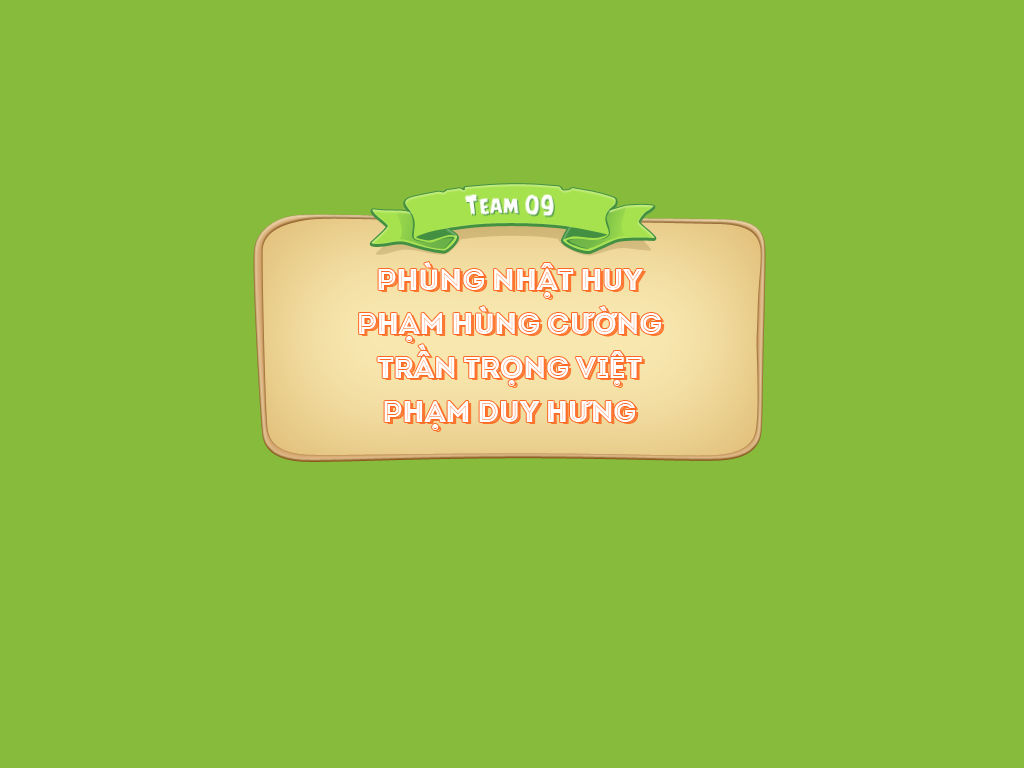 Team 09
PHÙNG NHẬT HUY
PHẠM HÙNG CƯỜNG
TRẦN TRỌNG VIỆT
PHẠM DUY HƯNG